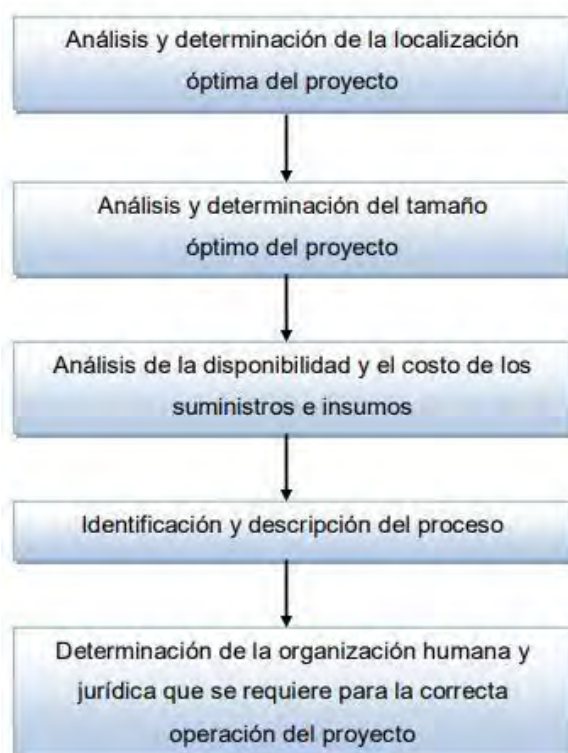 Análisis y determinación de la localización
óptima del proyecto
Análisis y determinación del tamaño
óptimo del proyecto
Análisis de la disponibilidad y el costo de los
suministros e insumos
Identificación y descripción del proceso
Determinación de la organización humana y
jurídica que se requiere para la correcta
operación del proyecto